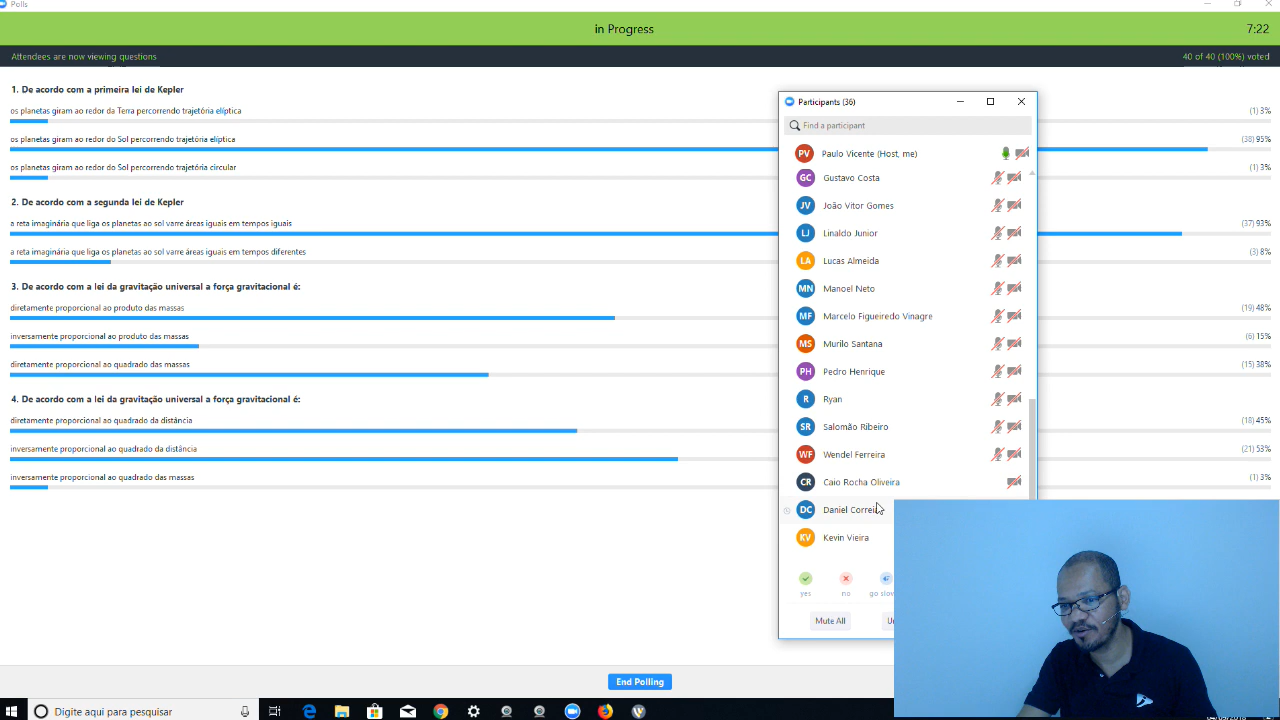 Polls
in Progress
7:22
Attendees are now viewing questions
40 of 40 (100%) voted
1. De acordo com a primeira lei de Kepler
os planetas giram ao redor da Terra percorrendo trajetória elíptica
(1) 3%
os planetas giram ao redor do Sol percorrendo trajetória elíptica
(38) 95%
os planetas giram ao redor do Sol percorrendo trajetória circular
(1) 3%
2. De acordo com a segunda lei de Kepler
a reta imaginária que liga os planetas ao sol varre áreas iguais em tempos iguais
(37) 93%
a reta imaginária que liga os planetas ao sol varre áreas iguais em tempos diferentes
(3) 8%
3. De acordo com a lei da gravitação universal a força gravitacional é:
diretamente proporcional ao produto das massas
(19) 48%
inversamente proporcional ao produto das massas
(6) 15%
diretamente proporcional ao quadrado das massas
(15) 38%
4. De acordo com a lei da gravitação universal a força gravitacional é:
diretamente proporcional ao quadrado da distância
(18) 45%
inversamente proporcional ao quadrado da distância
(21) 53%
inversamente proporcional ao quadrado das massas
(1) 3%
Participants (36)
Find a participant
PV Paulo Vicente (Host, me)
GC Gustavo Costa
JV João Vitor Gomes
LJ Linaldo Junior
LA Lucas Almeida
MN Manoel Neto
MF Marcelo Figueiredo Vinagre
MS Murilo Santana
PH Pedro Henrique
R Ryan
SR Salomão Ribeiro
WF Wendel Ferreira
CR Caio Rocha Oliveira
DC Daniel
KV Kevin Vieira
yes no go
Mute All
End Polling
Digite aqui para pesquisar